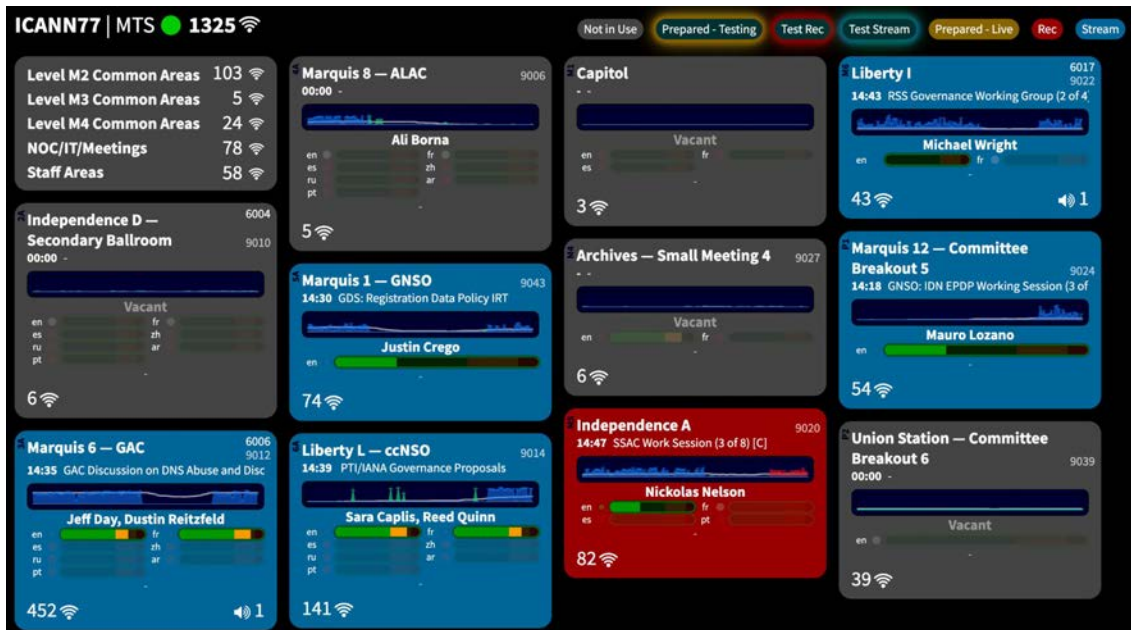 ICANN77 | MTS 1325
Not in Use
Prepared - Testing
Test Rec
Test Stream
Prepared - Live
Rec
Stream
Level M2 Common Areas 103
Level M3 Common Areas 5
Level M4 Common Areas 24
NOC/IT/Meetings 78
Staff Areas 58
Independence D — 6004
Secondary Ballroom 9010
00:00 -
Vacant
en fr
es zh
ru ar
pt
-
6
Marquis 6 — GAC 6006
9012
14:35 GAC Discussion on DNS Abuse and Disc
Jeff Day, Dustin Reitzfeld
en fr
es zh
ru ar
pt
-
452 1
Marquis 8 — ALAC 9006
00:00 -
Ali Borna
en fr
es zh
ru ar
pt
-
5
Marquis 1 — GNSO 9043
14:30 GDS: Registration Data Policy IRT
Justin Crego
en
-
74
Liberty L — ccNSO 9014
14:39 PTI/IANA Governance Proposals
Sara Caplis, Reed Quinn
en fr
es zh
ru ar
pt
-
141
Capitol
- -
Vacant
en fr
es
-
3
Archives — Small Meeting 4 9027
- -
Vacant
en fr
-
6
Independence A 9020
14:47 SSAC Work Session (3 of 8) [C]
Nickolas Nelson
en fr
es pt
-
82
Liberty I 6017
9022
14:43 RSS Governance Working Group (2 of 4)
Michael Wright
en fr
-
43 1
Marquis 12 — Committee
Breakout 5 9024
14:18 GNSO: IDN EPDP Working Session (3 of
Mauro Lozano
en
-
54
Union Station — Committee
Breakout 6 9039
00:00 -
Vacant
en
-
39